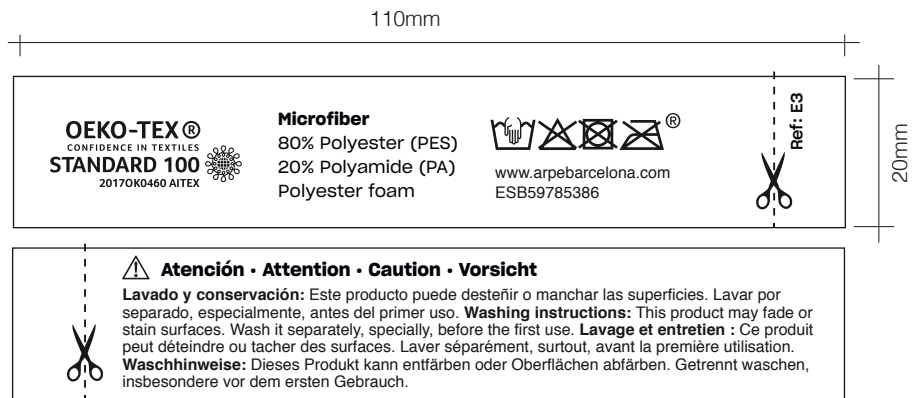 110mm
OEKO-TEX®
CONFIDENCE IN TEXTILES
STANDARD 100
2017OK0460 AITEX
Microfiber
80% Polyester (PES)
20% Polyamide (PA)
Polyester foam
®
www.arpebarcelona.com
ESB59785386
Ref: E3
20mm
Atención · Attention · Caution · Vorsicht
Lavado y conservación: Este producto puede desteñir o manchar las superficies. Lavar por
separado, especialmente, antes del primer uso. Washing instructions: This product may fade or
stain surfaces. Wash it separately, specially, before the first use. Lavage et entretien : Ce produit
peut déteindre ou tacher des surfaces. Laver séparément, surtout, avant la première utilisation.
Waschhinweise: Dieses Produkt kann entfärben oder Oberflächen abfärben. Getrennt waschen,
insbesondere vor dem ersten Gebrauch.